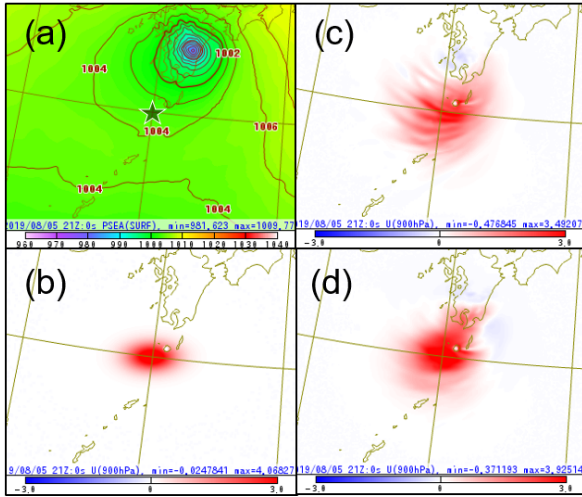 (a)
1002
1004
1004
1006
1004
1004
2019/08/05 21Z:0s PSEA(SURF), min=981,623 max=1009,77
960 970 980 990 1000 1010 1020 1030 1040
(c)
019/08/05 21Z:0s U(900hPa), min=-0,476845 max=3,49207
-3.0 0 3.0
(b)
9/08/05 21Z:0s U(900hPa), min=-0,0247841 max=4,06827
-3.0 0 3.0
(d)
019/08/05 21Z:0s U(900hPa), min=-0,371193 max=3,92514
-3.0 0 3.0